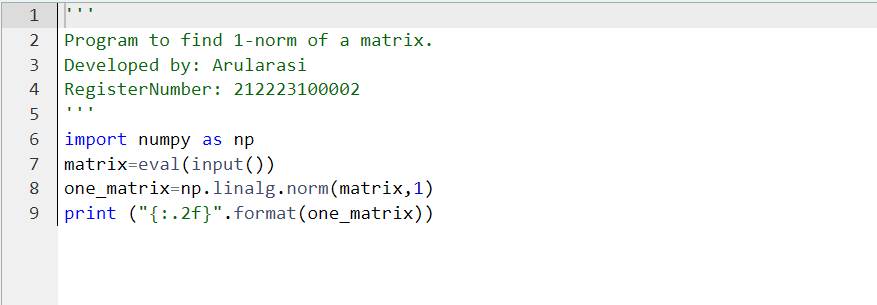 1 '''
2 Program to find 1-norm of a matrix.
3 Developed by: Arularasi
4 RegisterNumber: 212223100002
5 '''
6 import numpy as np
7 matrix=eval(input())
8 one_matrix=np.linalg.norm(matrix,1)
9 print ("{:.2f}".format(one_matrix))